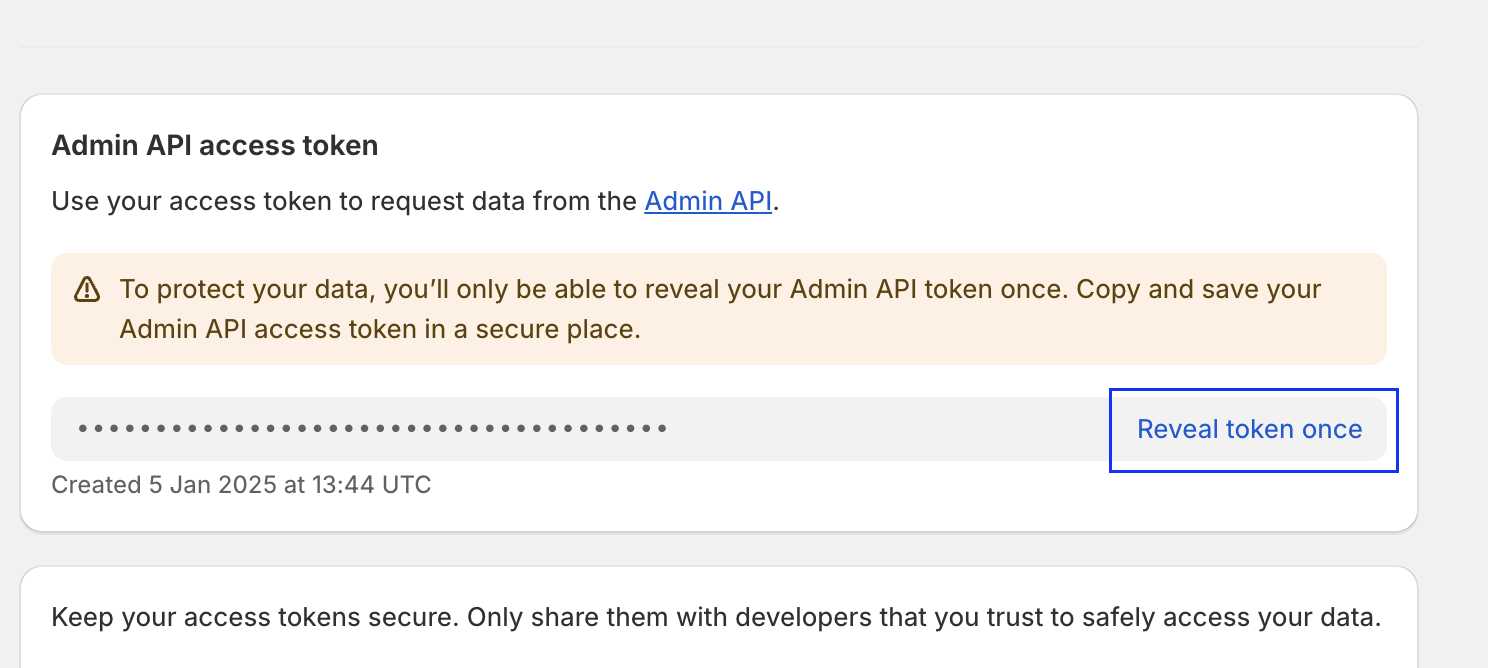 Admin API access token
Use your access token to request data from the Admin API.
To protect your data, you’ll only be able to reveal your Admin API token once. Copy and save your
Admin API access token in a secure place.
•••••••••••••••••••••••••••••••••••••• Reveal token once
Created 5 Jan 2025 at 13:44 UTC
Keep your access tokens secure. Only share them with developers that you trust to safely access your data.